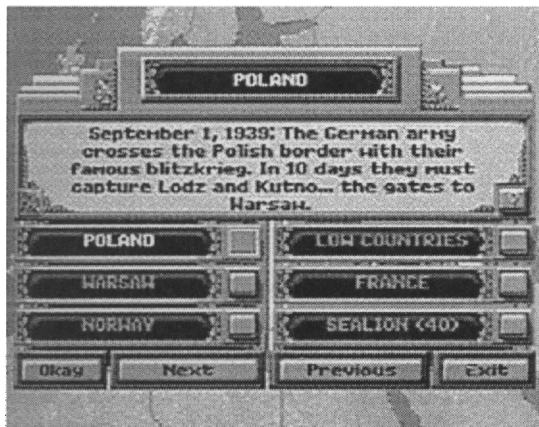 POLAND
September 1, 1939: The German army
crosses the Polish border with their
famous blitzkrieg. In 10 days they must
capture Lodz and Kutno... the gates to
Warsaw.
POLAND
LOW COUNTRIES
WARSAW
FRANCE
NORWAY
SEALION (40)
Okay
Next
Previous
Exit